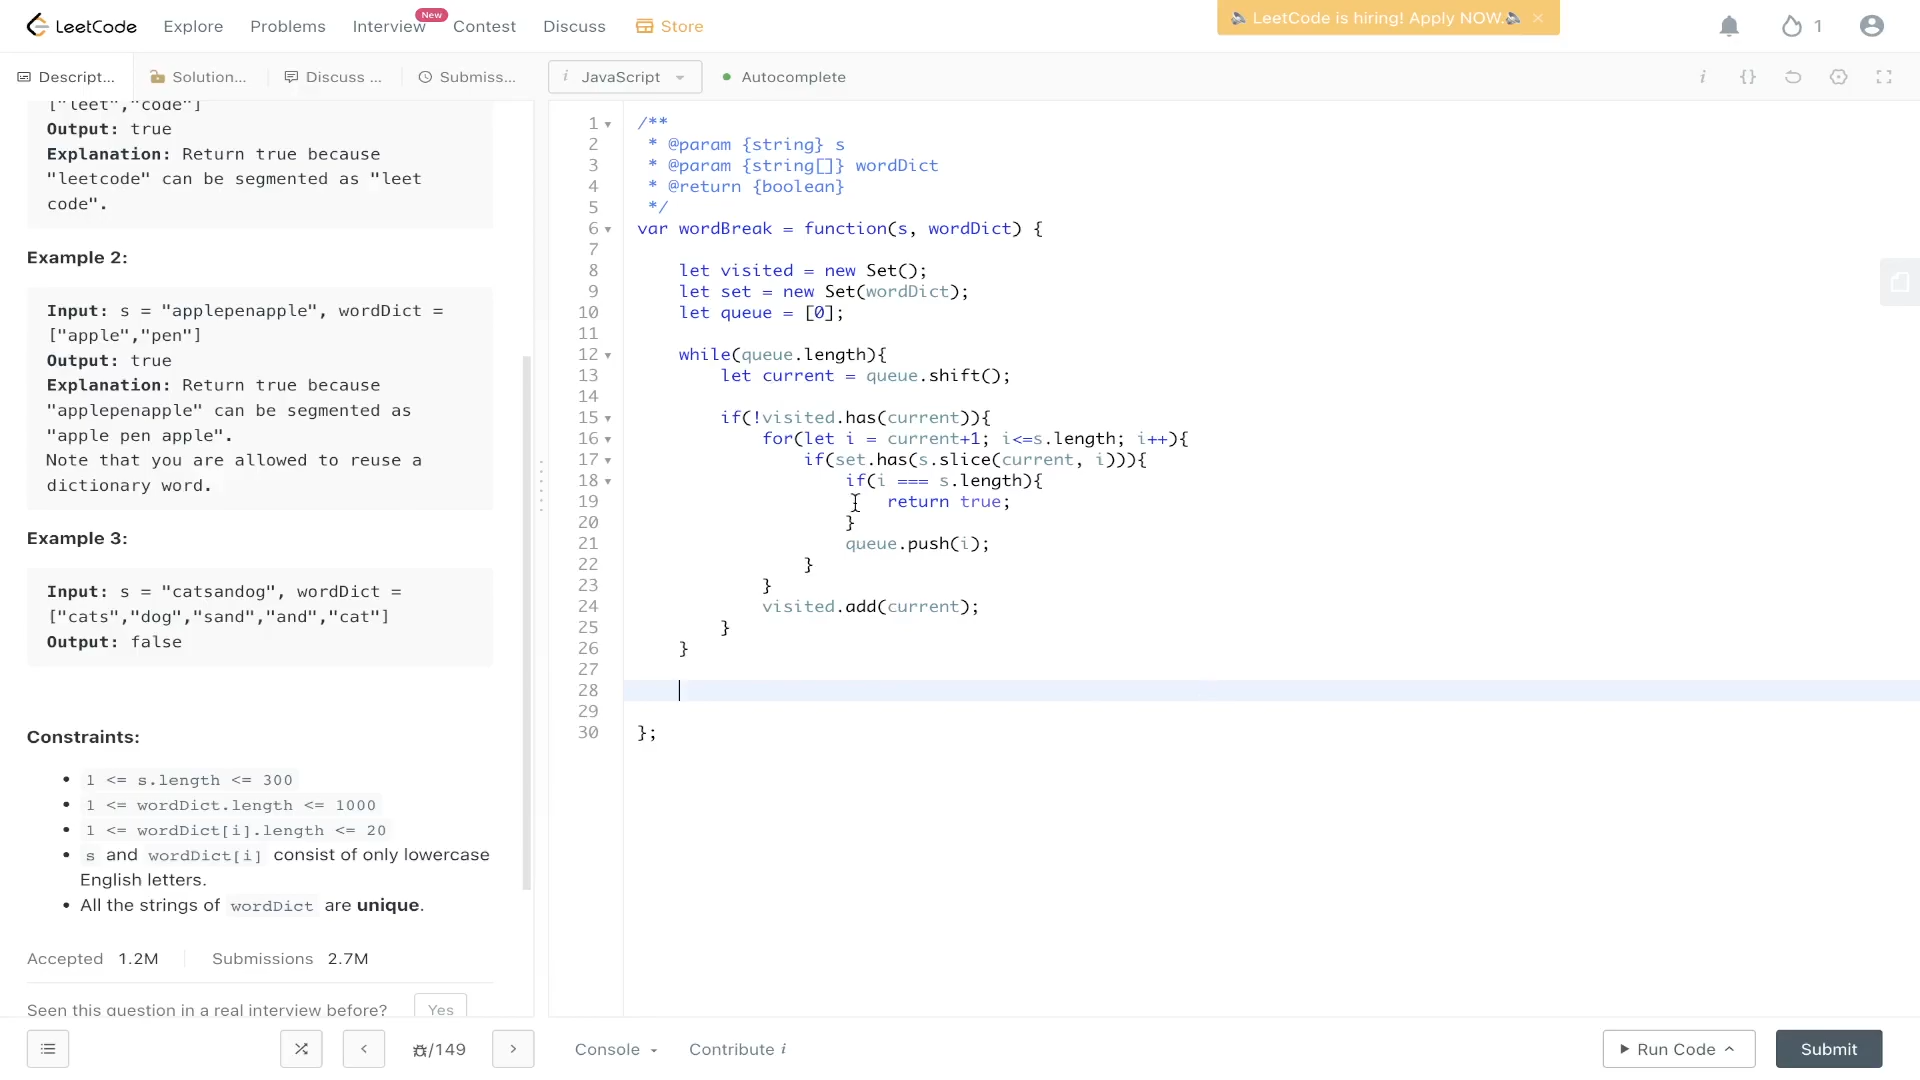 LeetCode Explore Problems Interview New Contest Discuss Store
LeetCode is hiring! Apply NOW.
1
Descript... Solution... Discuss ... Submiss...
i JavaScript
Autocomplete
i {}
["leet","code"]
Output: true
Explanation: Return true because
"leetcode" can be segmented as "leet
code".
Example 2:
Input: s = "applepenapple", wordDict =
["apple","pen"]
Output: true
Explanation: Return true because
"applepenapple" can be segmented as
"apple pen apple".
Note that you are allowed to reuse a
dictionary word.
Example 3:
Input: s = "catsandog", wordDict =
["cats","dog","sand","and","cat"]
Output: false
Constraints:
• 1 <= s.length <= 300
• 1 <= wordDict.length <= 1000
• 1 <= wordDict[i].length <= 20
• s and wordDict[i] consist of only lowercase
English letters.
• All the strings of wordDict are unique.
Accepted 1.2M Submissions 2.7M
Seen this question in a real interview before? Yes
1 /**
2 * @param {string} s
3 * @param {string[]} wordDict
4 * @return {boolean}
5 */
6 var wordBreak = function(s, wordDict) {
7
8 let visited = new Set();
9 let set = new Set(wordDict);
10 let queue = [0];
11
12 while(queue.length){
13 let current = queue.shift();
14
15 if(!visited.has(current)){
16 for(let i = current+1; i<=s.length; i++){
17 if(set.has(s.slice(current, i))){
18 if(i === s.length){
19 return true;
20 }
21 queue.push(i);
22 }
23 }
24 visited.add(current);
25 }
26 }
27
28
29
30 };
/149
Console Contribute i
Run Code Submit